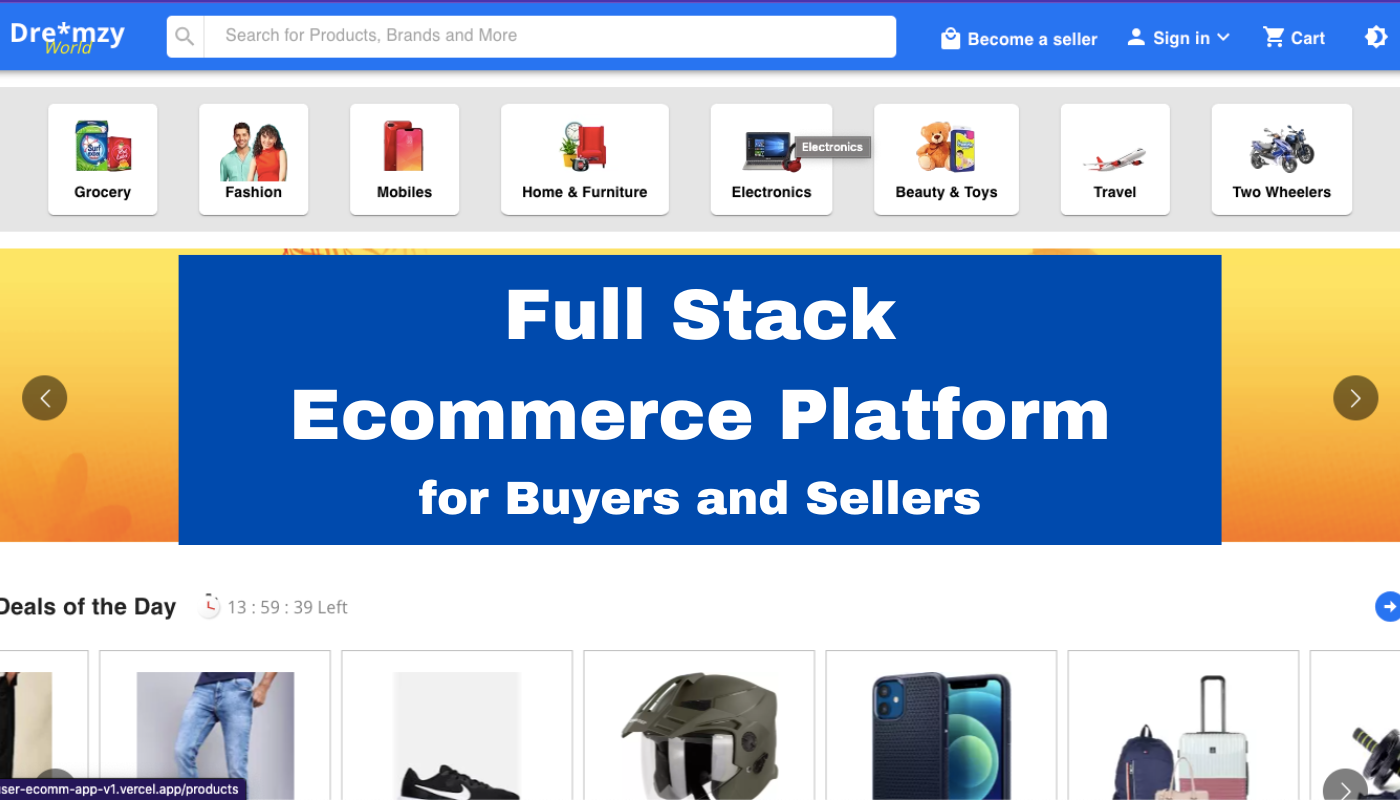 Dre*mzy
World
Search for Products, Brands and More
Become a seller
Sign in
Cart
Grocery
Fashion
Mobiles
Home & Furniture
Electronics
Electronics
Beauty & Toys
Travel
Two Wheelers
Full Stack
Ecommerce Platform
for Buyers and Sellers
Deals of the Day
13 : 59 : 39 Left
ser-ecomm-app-v1.vercel.app/products